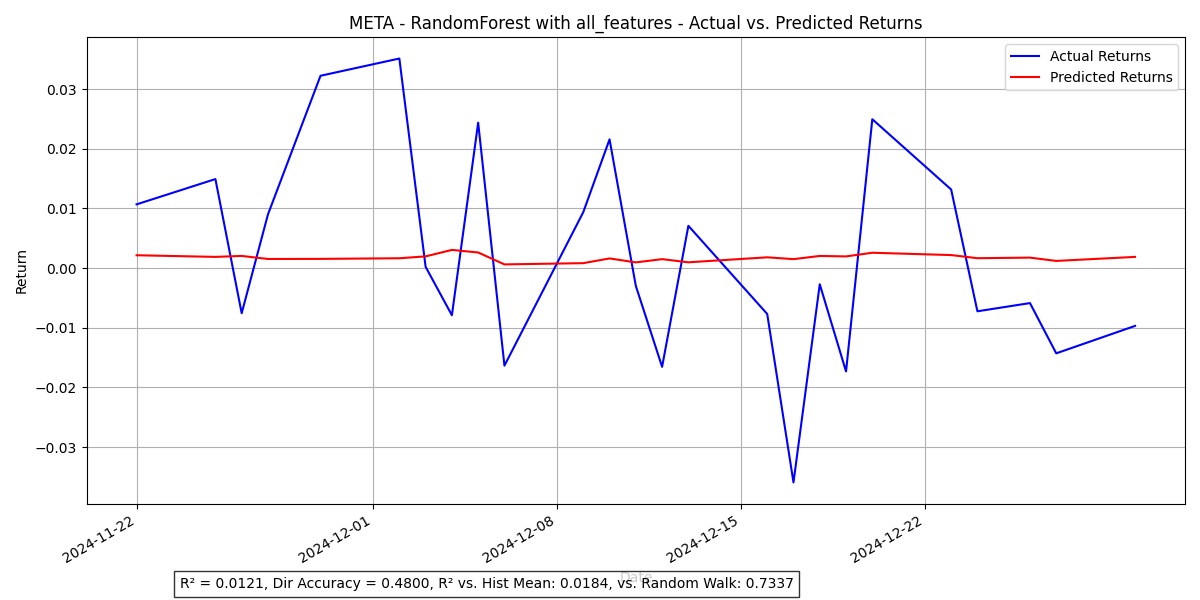 META - RandomForest with all_features - Actual vs. Predicted Returns
Actual Returns
Predicted Returns
Return
0.03
0.02
0.01
0.00
−0.01
−0.02
−0.03
2024-11-22
2024-12-01
2024-12-08
2024-12-15
2024-12-22
Date
R² = 0.0121, Dir Accuracy = 0.4800, R² vs. Hist Mean: 0.0184, vs. Random Walk: 0.7337